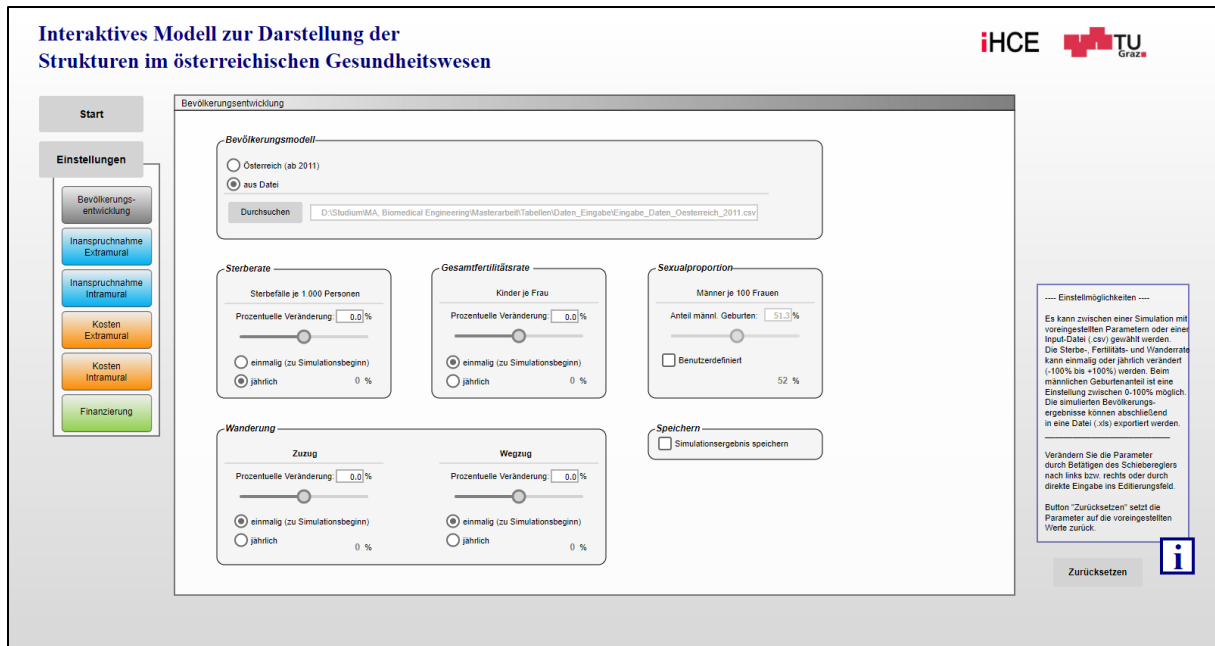 Interaktives Modell zur Darstellung der
Strukturen im österreichischen Gesundheitswesen
iHCE
TU
Graz
Start
Einstellungen
Bevölkerungs-
entwicklung
Inanspruchnahme
Extramural
Inanspruchnahme
Intramural
Kosten
Extramural
Kosten
Intramural
Finanzierung
Bevölkerungsentwicklung
Bevölkerungsmodell
Österreich (ab 2011)
aus Datei
Durchsuchen D:\Studium\MA, Biomedical Engineering\Masterarbeit\Tabellen\Daten_Eingabe\Eingabe_Daten_Oesterreich_2011.csv
Sterberate
Sterbefälle je 1.000 Personen
Prozentuelle Veränderung: 0.0 %
einmalig (zu Simulationsbeginn)
jährlich 0 %
Gesamtfertilitätsrate
Kinder je Frau
Prozentuelle Veränderung: 0.0 %
einmalig (zu Simulationsbeginn)
jährlich 0 %
Sexualproportion
Männer je 100 Frauen
Anteil männl. Geburten: 51.3 %
Benutzerdefiniert
52 %
Wanderung
Zuzug
Prozentuelle Veränderung: 0.0 %
einmalig (zu Simulationsbeginn)
jährlich 0 %
Wegzug
Prozentuelle Veränderung: 0.0 %
einmalig (zu Simulationsbeginn)
jährlich 0 %
Speichern
Simulationsergebnis speichern
---- Einstellmöglichkeiten ----
Es kann zwischen einer Simulation mit
voreingestellten Parametern oder einer
Input-Datei (.csv) gewählt werden.
Die Sterbe-, Fertilitäts- und Wanderrate
kann einmalig oder jährlich verändert
(-100% bis +100%) werden. Beim
männlichen Geburtenanteil ist eine
Einstellung zwischen 0-100% möglich.
Die simulierten Bevölkerungs-
ergebnisse können abschließend
in eine Datei (.xls) exportiert werden.
Verändern Sie die Parameter
durch Betätigen des Schiebereglers
nach links bzw. rechts oder durch
direkte Eingabe ins Editierungsfeld.
Button "Zurücksetzen" setzt die
Parameter auf die voreingestellten
Werte zurück.
i
Zurücksetzen